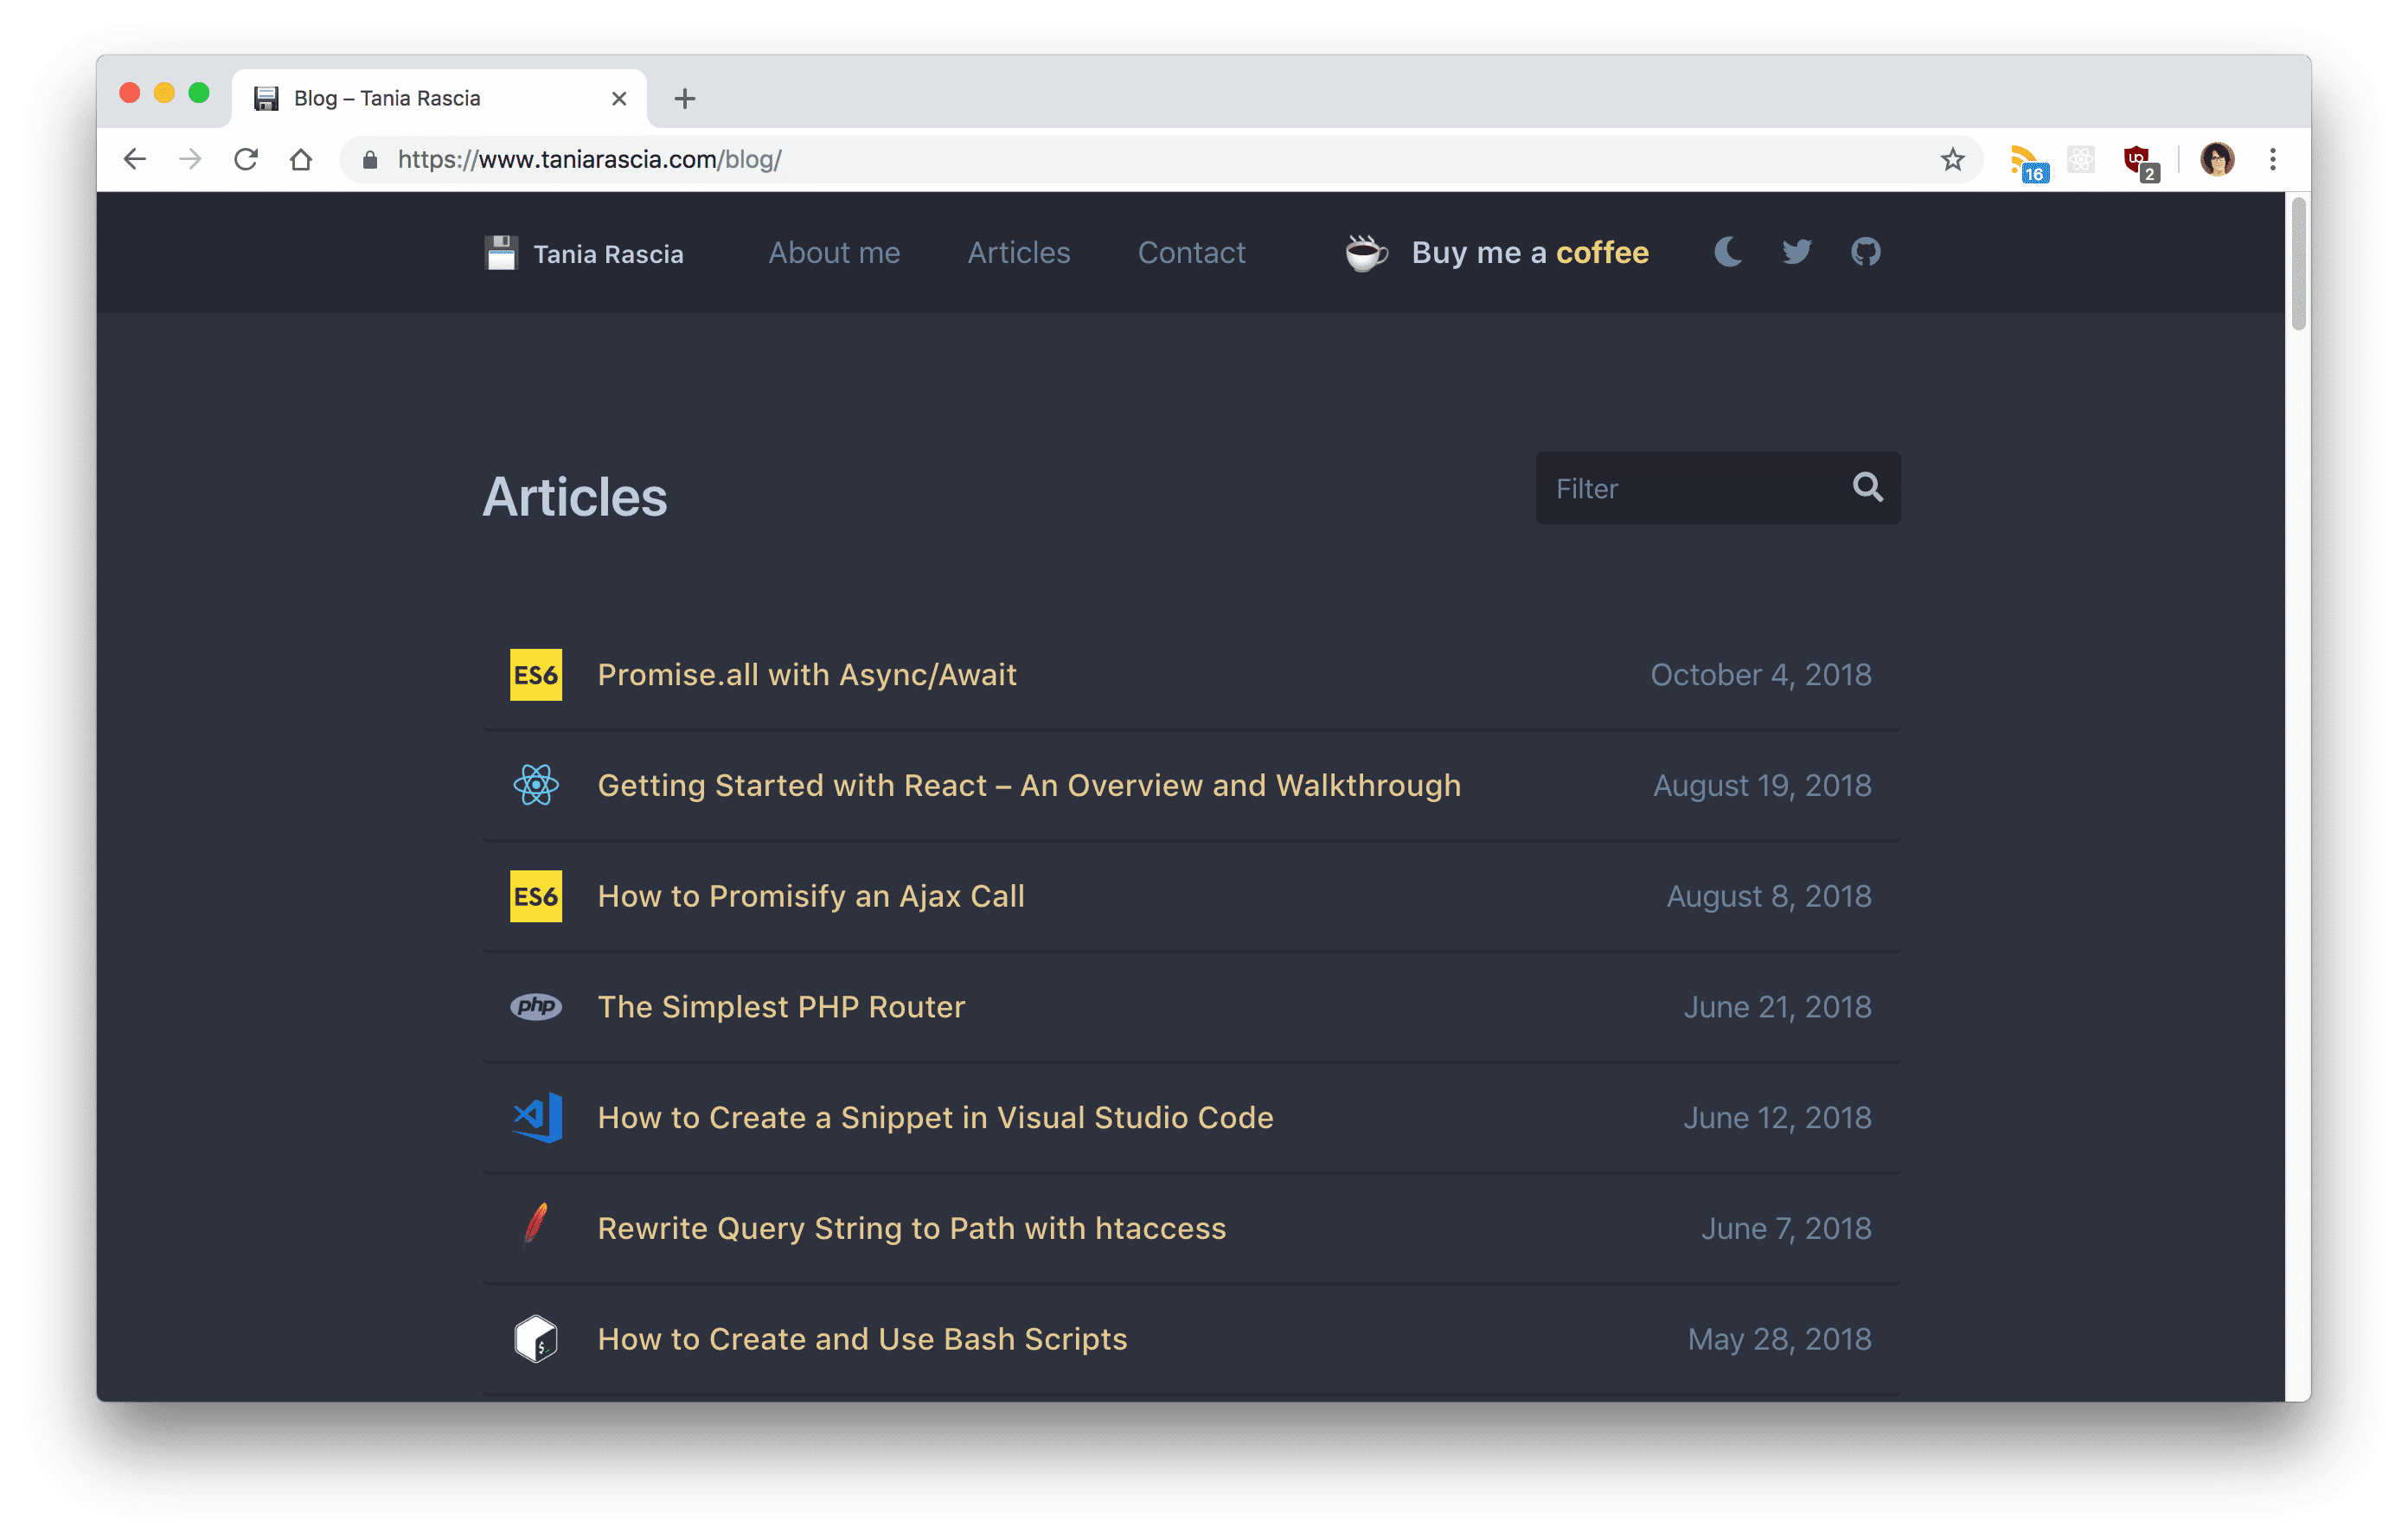 Blog – Tania Rascia
https://www.taniarascia.com/blog/
16
2
Tania Rascia About me Articles Contact Buy me a coffee
Articles
Filter
ES6 Promise.all with Async/Await October 4, 2018
Getting Started with React – An Overview and Walkthrough August 19, 2018
ES6 How to Promisify an Ajax Call August 8, 2018
php The Simplest PHP Router June 21, 2018
How to Create a Snippet in Visual Studio Code June 12, 2018
Rewrite Query String to Path with htaccess June 7, 2018
$ How to Create and Use Bash Scripts May 28, 2018